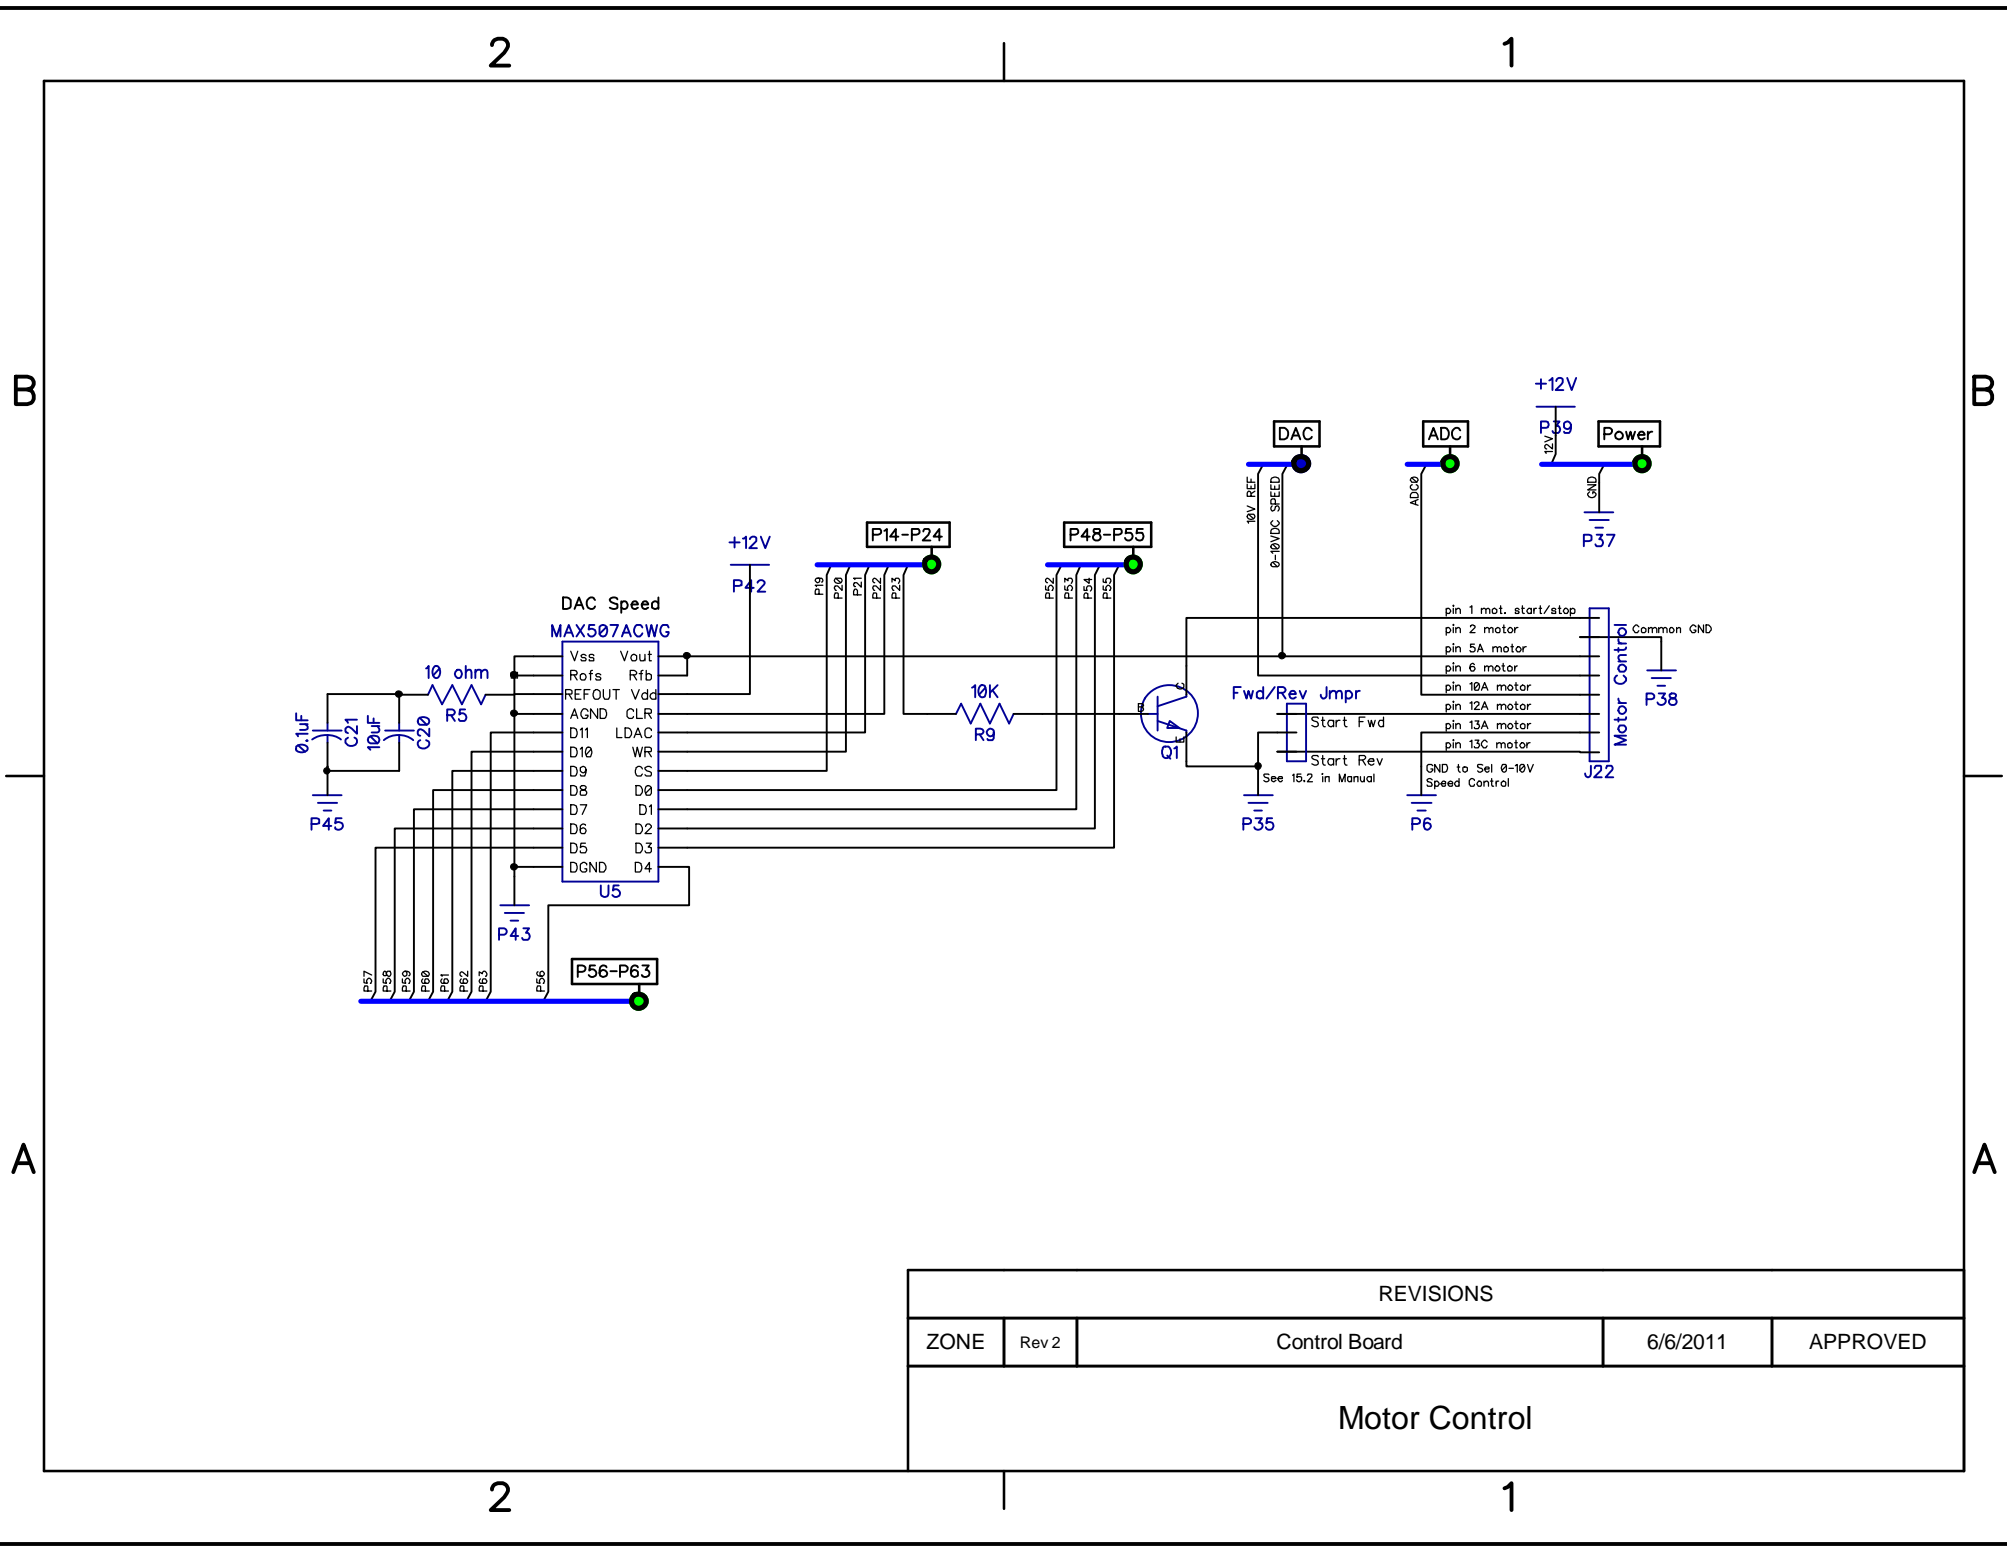 2
1
B
B
+12V
P39
12V
DAC
ADC
Power
10V REF
0-10VDC SPEED
ADC0
GND
P37
P14-P24
P48-P55
+12V
P42
P19
P20
P21
P22
P23
P52
P53
P54
P55
DAC Speed
MAX507ACWG
Vss
Vout
Rofs
Rfb
REFOUT
Vdd
AGND
CLR
D11
LDAC
D10
WR
D9
CS
D8
D0
D7
D1
D6
D2
D5
D3
DGND
D4
U5
10 ohm
R5
0.1uF
C21
10uF
C20
P45
P43
10K
R9
B
C
E
Q1
Fwd/Rev Jmpr
Start Fwd
Start Rev
See 15.2 in Manual
P35
pin 1 mot. start/stop
pin 2 motor
pin 5A motor
pin 6 motor
pin 10A motor
pin 12A motor
pin 13A motor
pin 13C motor
GND to Sel 0-10V
Speed Control
P6
Motor Control
J22
Common GND
P38
P57
P58
P59
P60
P61
P62
P63
P56
P56-P63
A
A
REVISIONS
ZONE
Rev 2
Control Board
6/6/2011
APPROVED
Motor Control
2
1